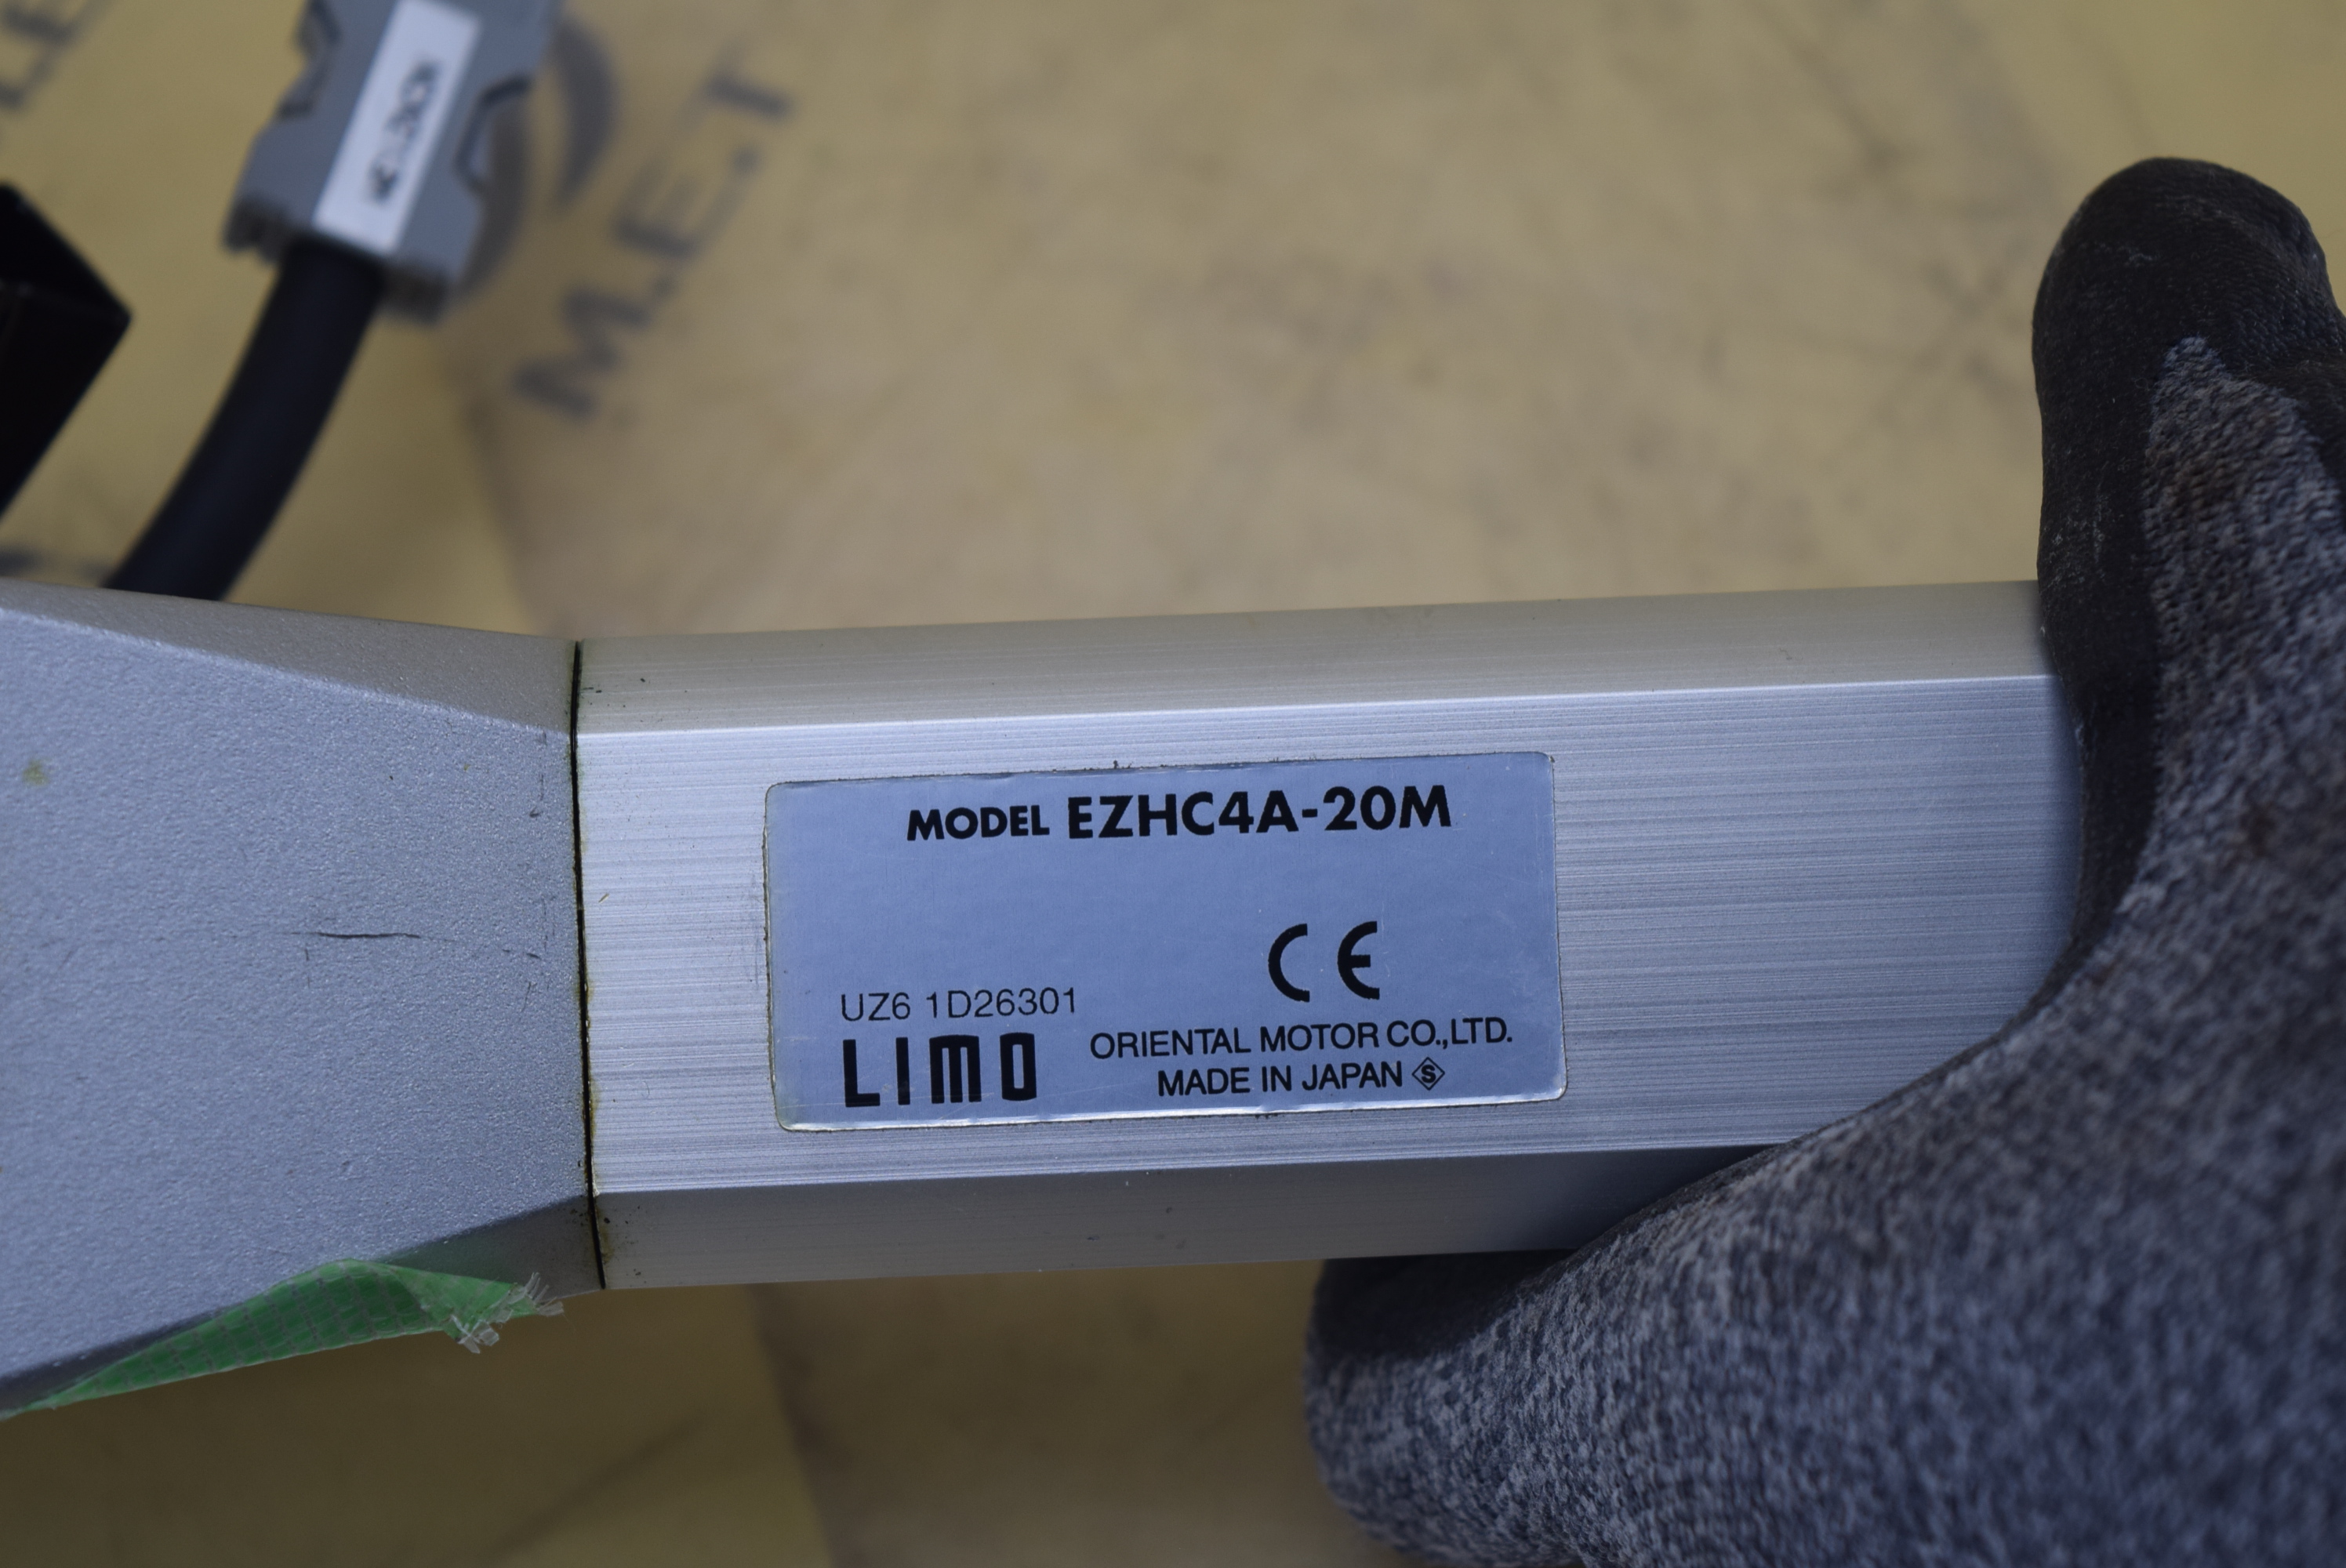 M.E.T
MODEL EZHC4A-20M
CE
UZ6 1D26301
LIMO
ORIENTAL MOTOR CO.,LTD.
MADE IN JAPAN S